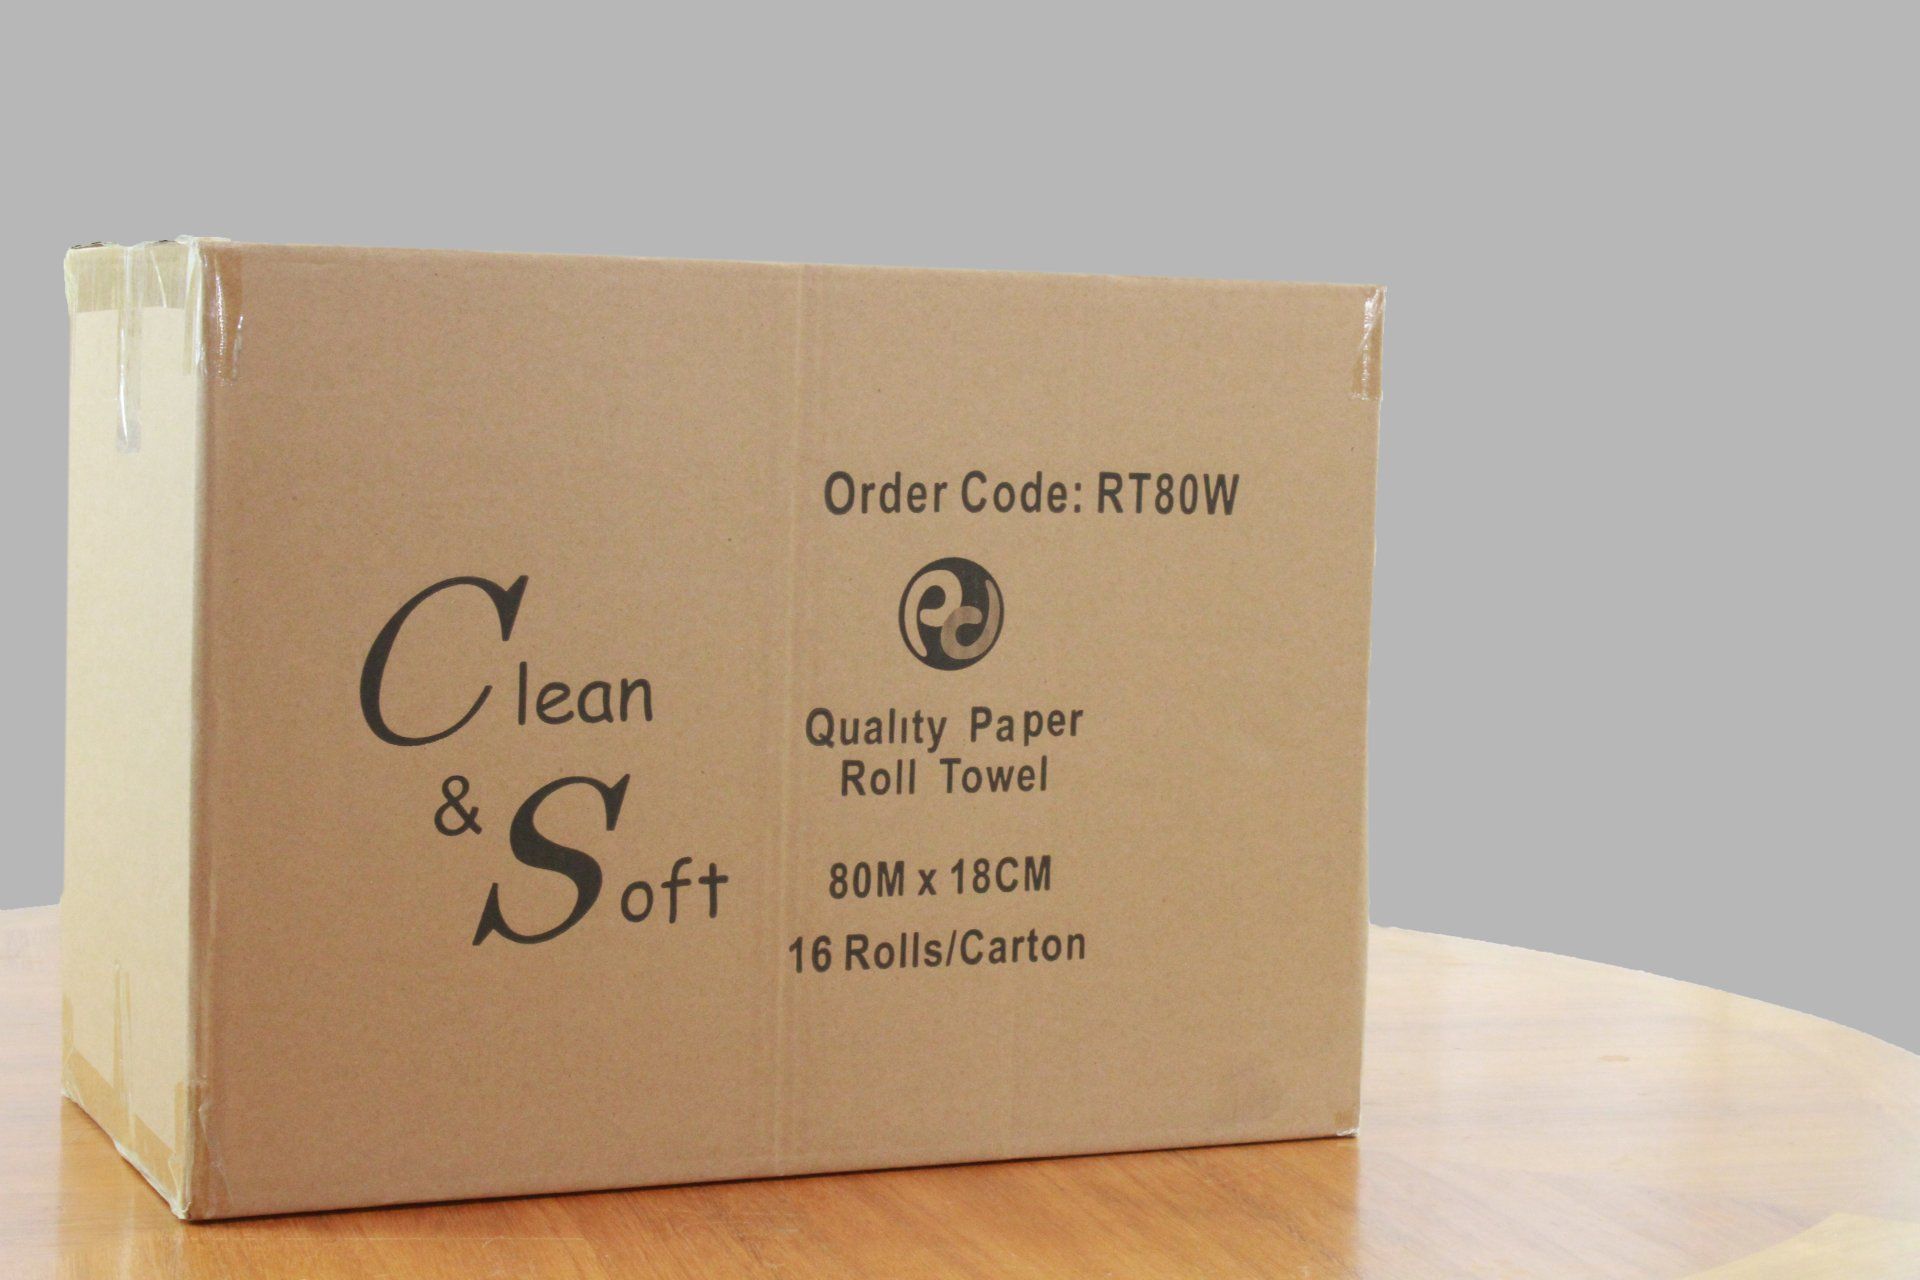 Clean
& Soft
Order Code: RT80W
Quality Paper
Roll Towel
80M x 18CM
16 Rolls/Carton